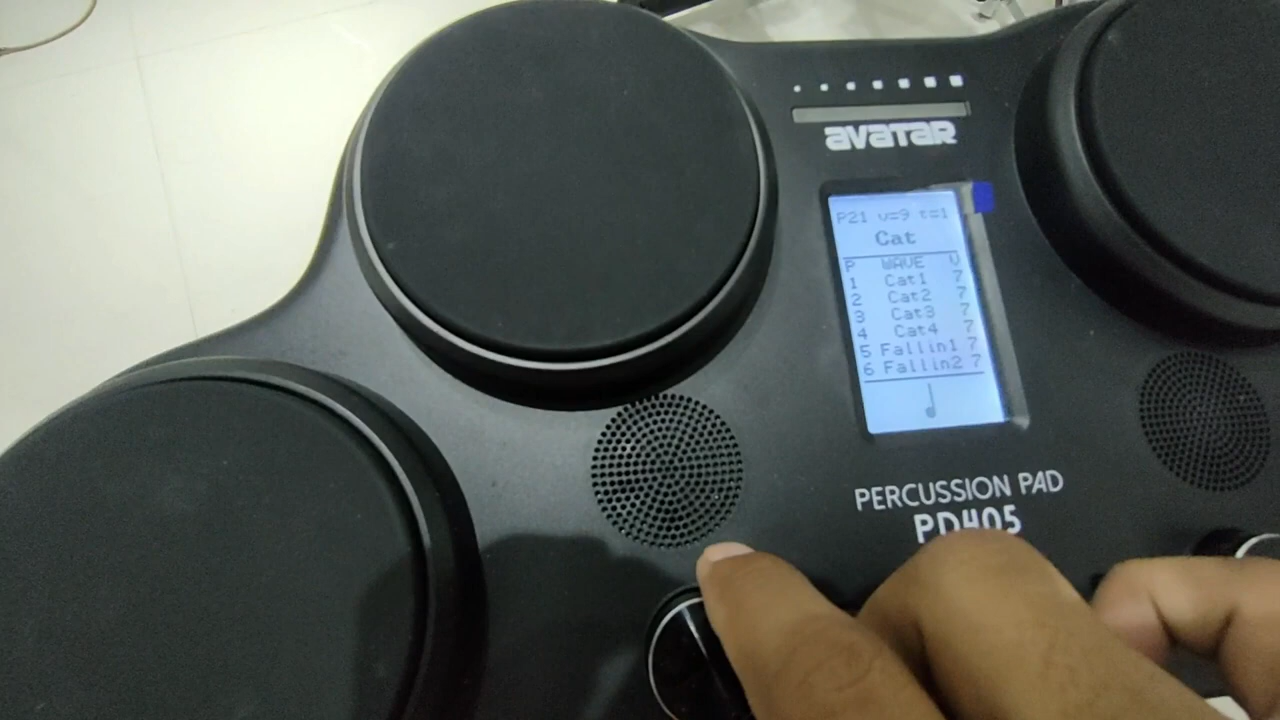 AVATAR
P21 v=9 t=1
Cat
P WAVE V
1 Cat1 7
2 Cat2 7
3 Cat3 7
4 Cat4 7
5 Fallin1 7
6 Fallin2 7
PERCUSSION PAD
PD405